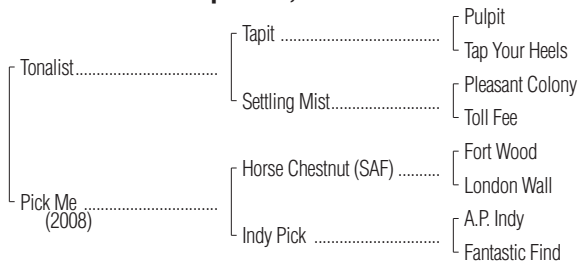 Pulpit
Tapit
Tap Your Heels
Tonalist
Pleasant Colony
Settling Mist
Toll Fee
Fort Wood
Horse Chestnut (SAF)
London Wall
Pick Me
(2008)
A.P. Indy
Indy Pick
Fantastic Find